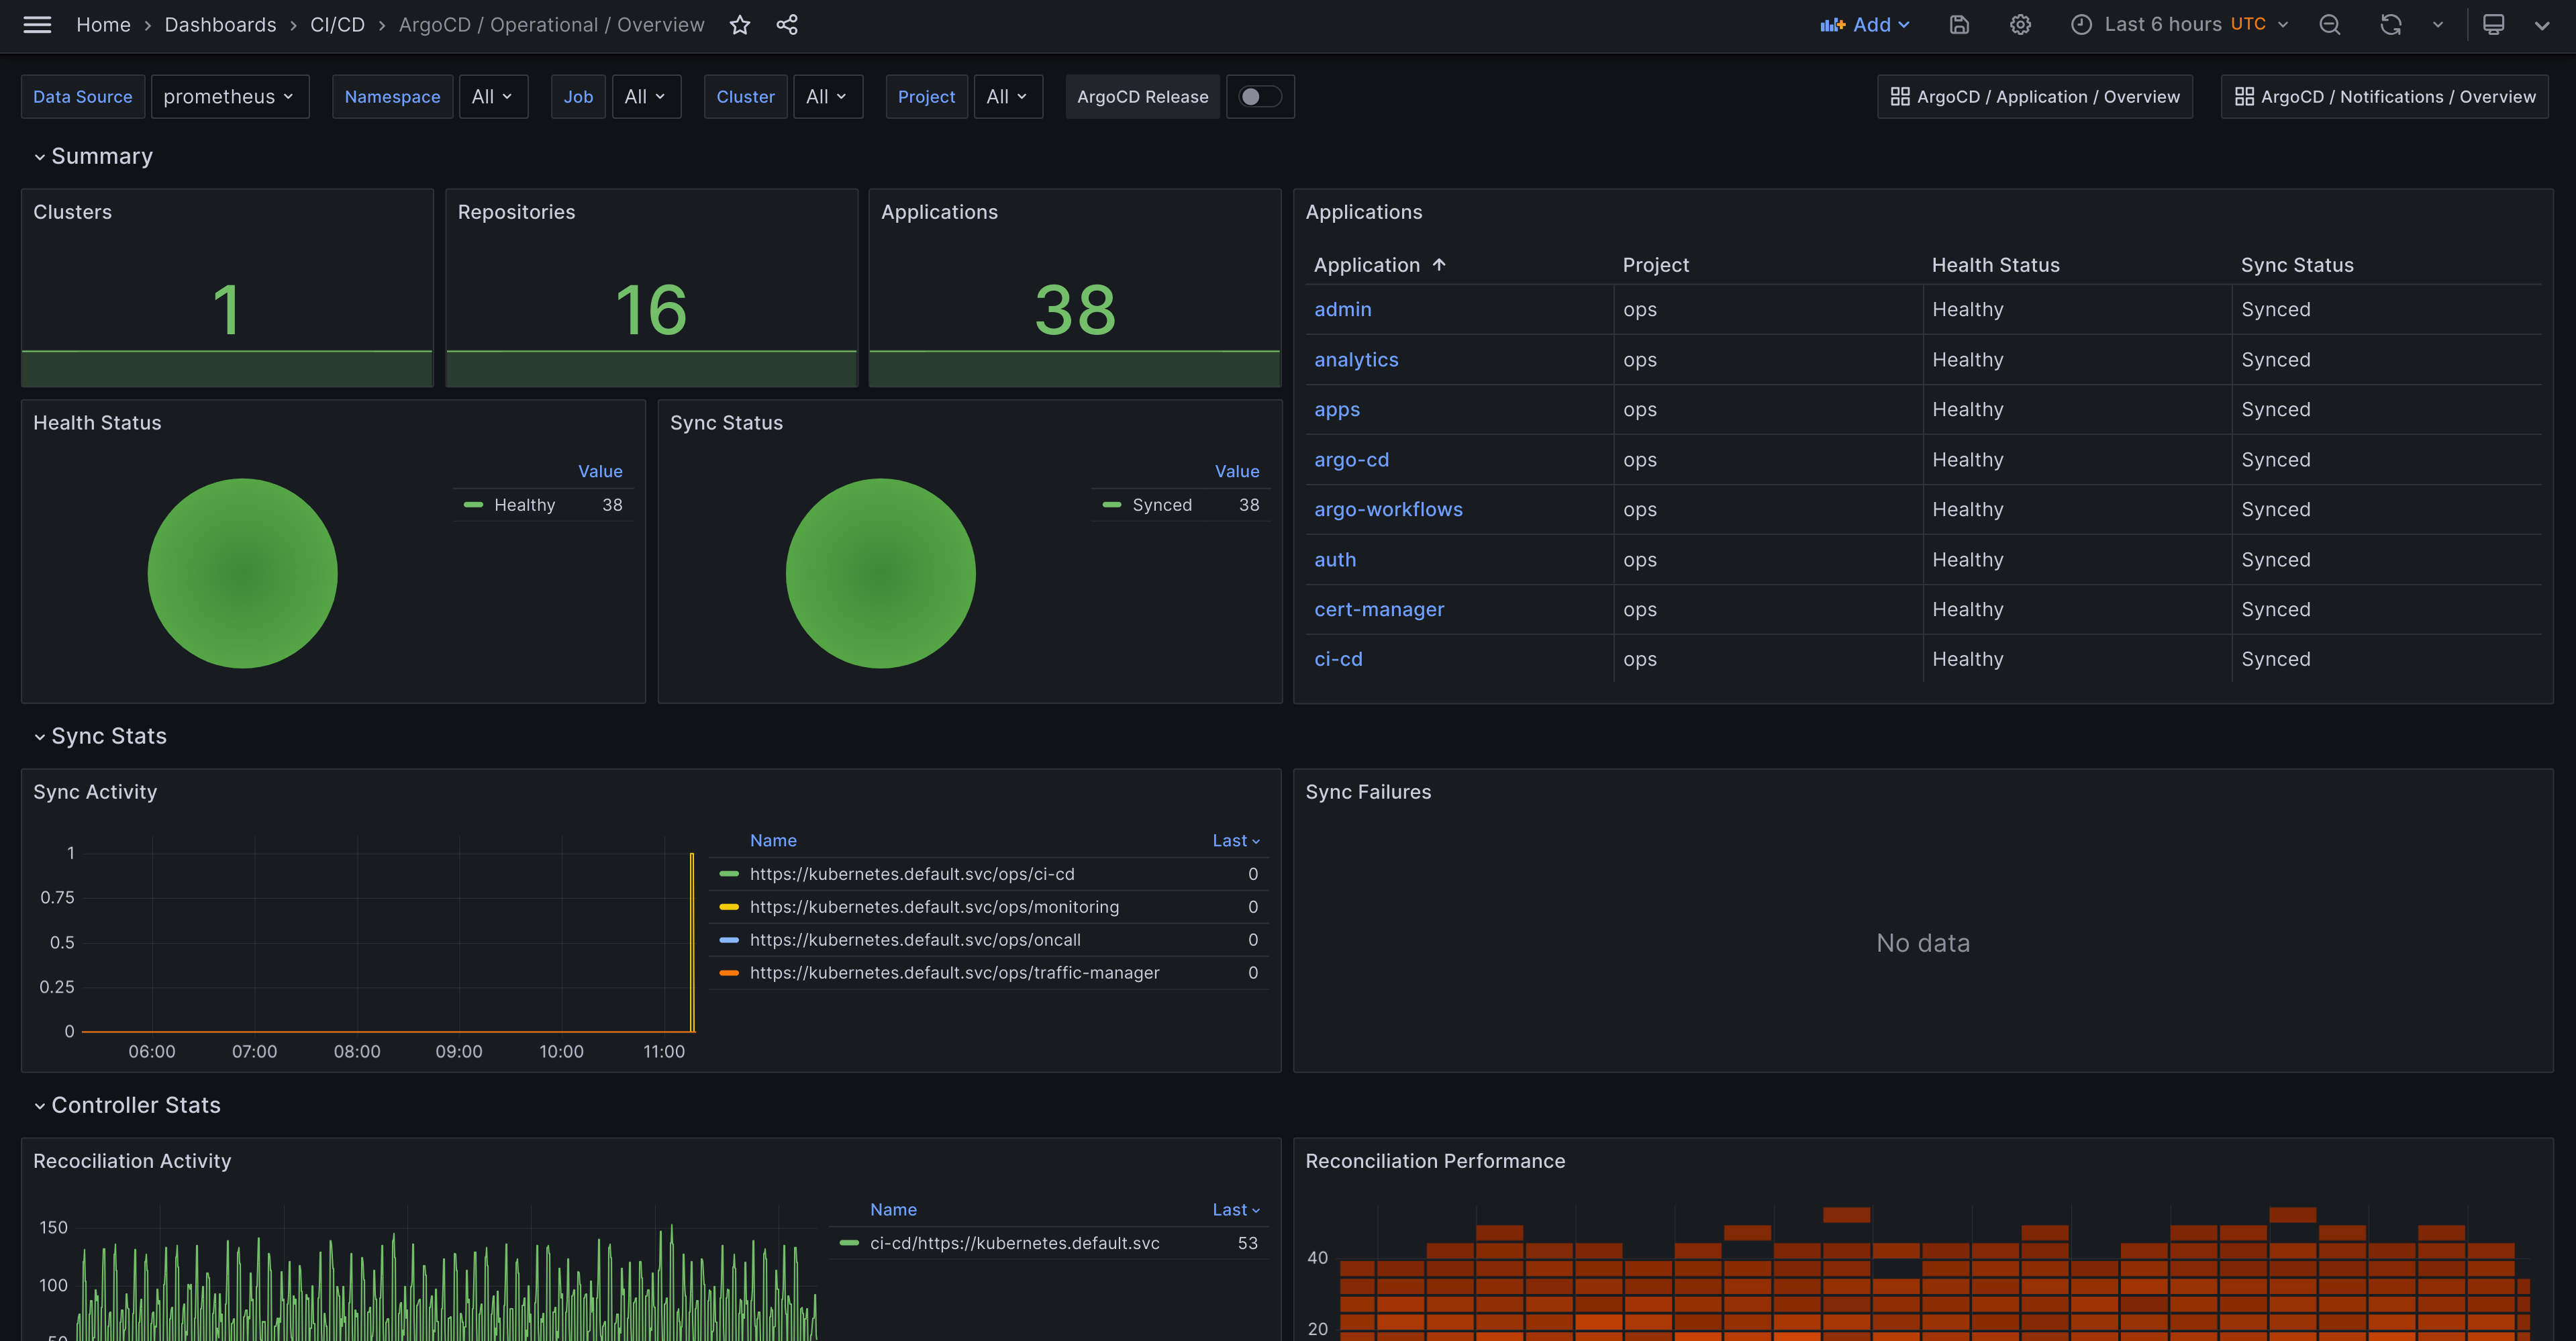 Home › Dashboards › CI/CD › ArgoCD / Operational / Overview
Add
Last 6 hours UTC
Data Source prometheus Namespace All Job All Cluster All Project All ArgoCD Release
ArgoCD / Application / Overview ArgoCD / Notifications / Overview
Summary
Clusters
1
Repositories
16
Applications
38
Health Status
Value
Healthy 38
Sync Status
Value
Synced 38
Applications
Application Project Health Status Sync Status
admin ops Healthy Synced
analytics ops Healthy Synced
apps ops Healthy Synced
argo-cd ops Healthy Synced
argo-workflows ops Healthy Synced
auth ops Healthy Synced
cert-manager ops Healthy Synced
ci-cd ops Healthy Synced
Sync Stats
Sync Activity
1
0.75
0.5
0.25
0
06:00 07:00 08:00 09:00 10:00 11:00
Name Last
https://kubernetes.default.svc/ops/ci-cd 0
https://kubernetes.default.svc/ops/monitoring 0
https://kubernetes.default.svc/ops/oncall 0
https://kubernetes.default.svc/ops/traffic-manager 0
Sync Failures
No data
Controller Stats
Recociliation Activity
150
100
50
Name Last
ci-cd/https://kubernetes.default.svc 53
Reconciliation Performance
40
20